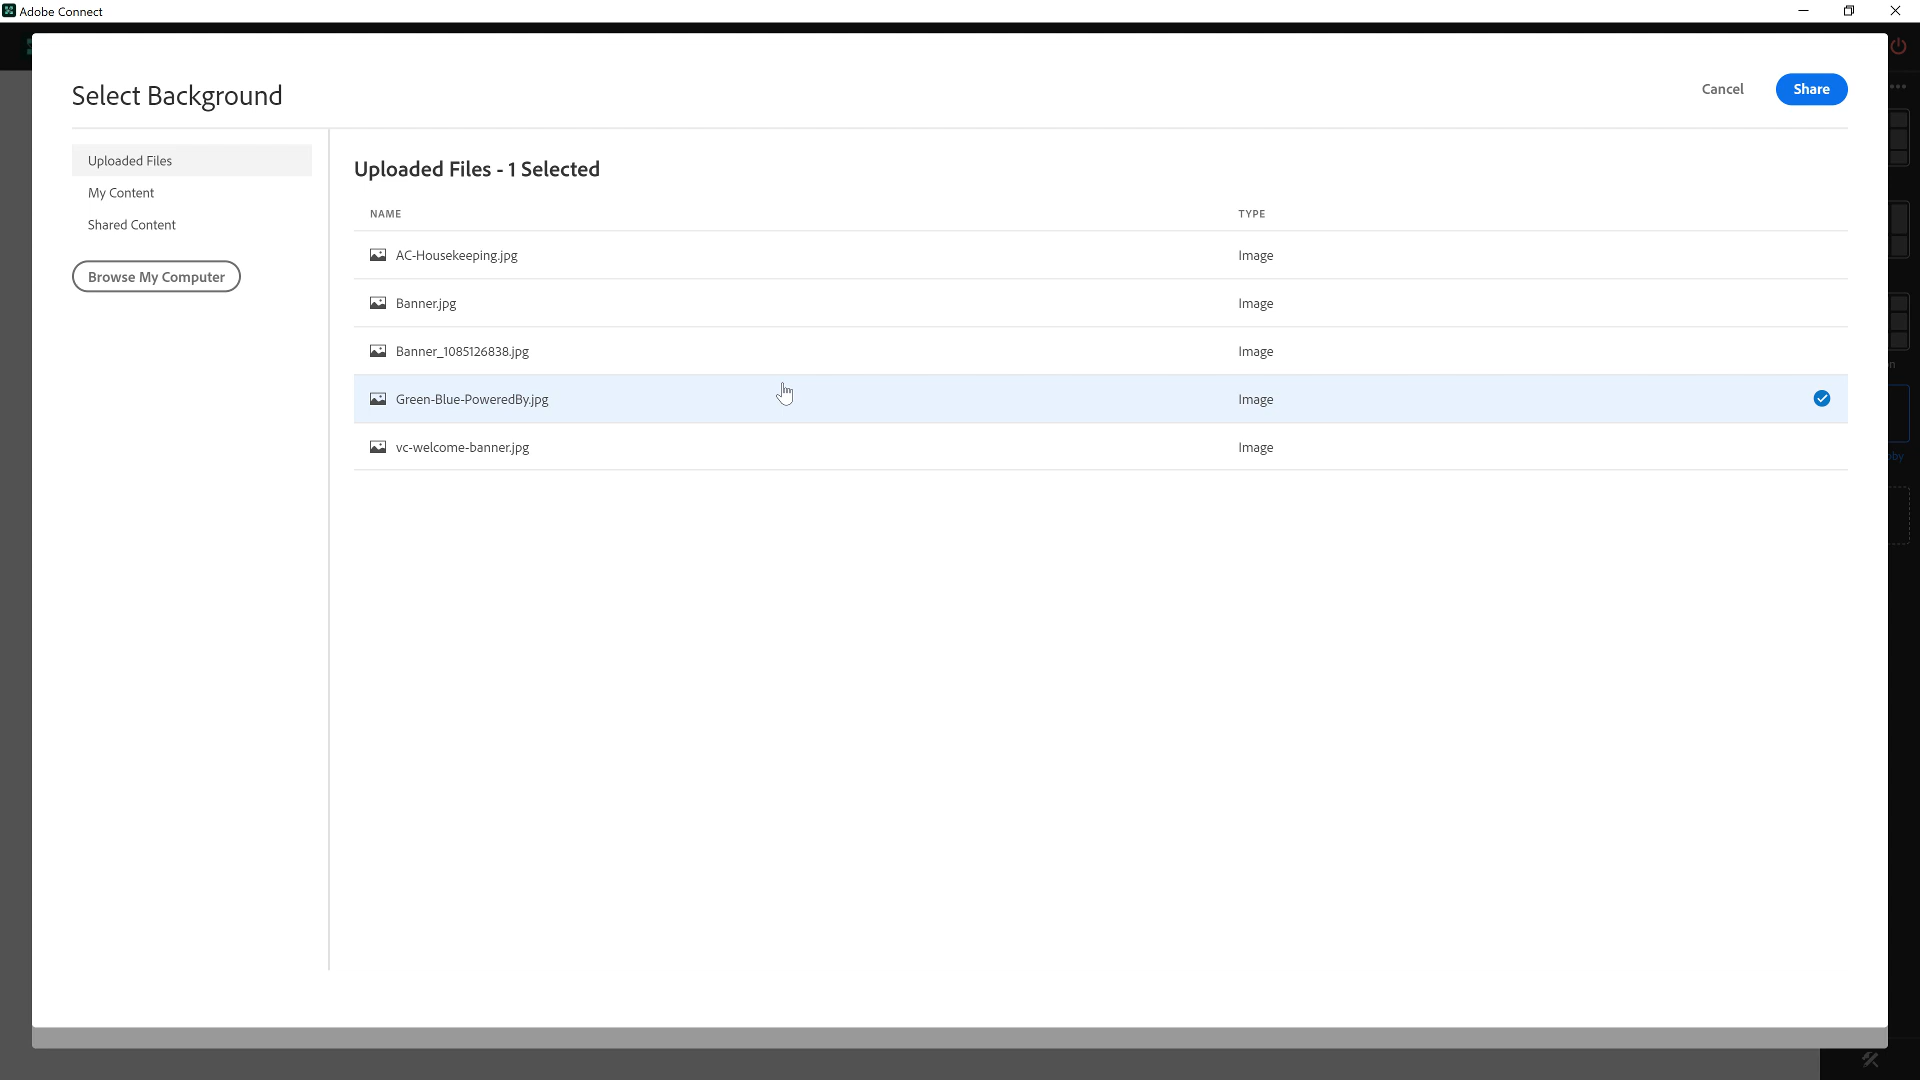 Adobe Connect
Select Background
Cancel
Share
Uploaded Files
My Content
Shared Content
Browse My Computer
Uploaded Files - 1 Selected
NAME TYPE
AC-Housekeeping.jpg Image
Banner.jpg Image
Banner_1085126838.jpg Image
Green-Blue-PoweredBy.jpg Image
vc-welcome-banner.jpg Image